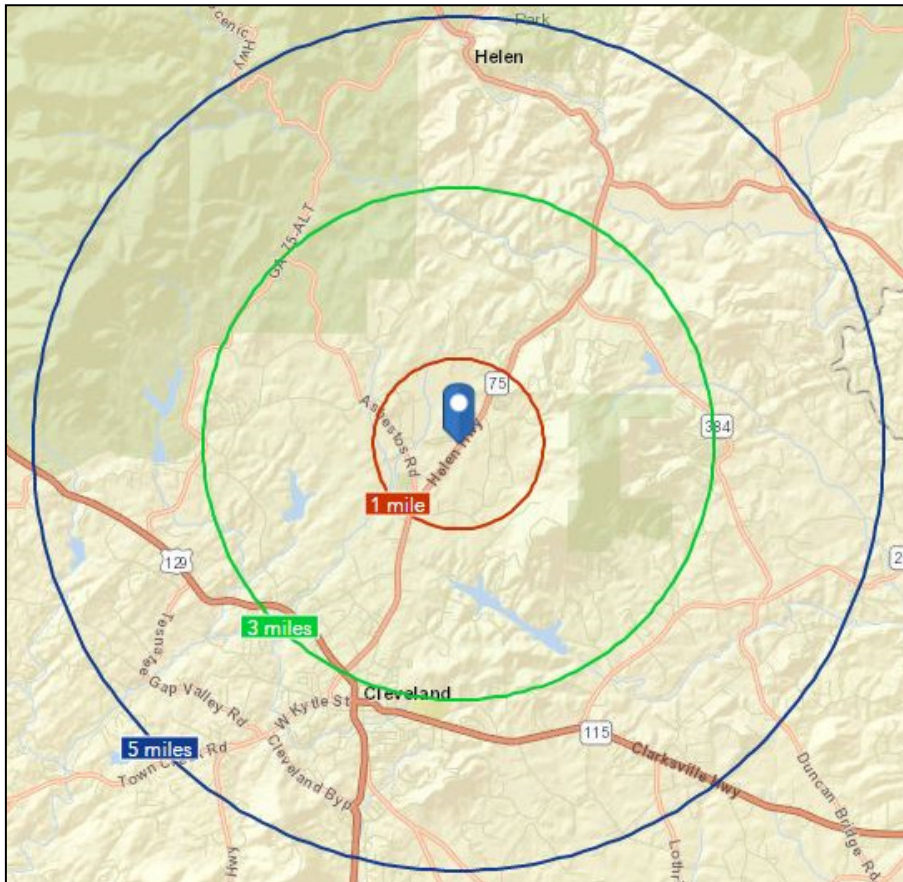 Scenic
Hwy
Park
Helen
GA 75-ALT
75
Asbestos Rd
Helen Hwy
384
1 mile
129
2
3 miles
Tesnatee
Gap Valley Rd
W Kytle St
Cleveland
115
5 miles
Town Creek Rd
Cleveland Byp
Clarksville Hwy
Duncan Bridge Rd
Hwy
Loth